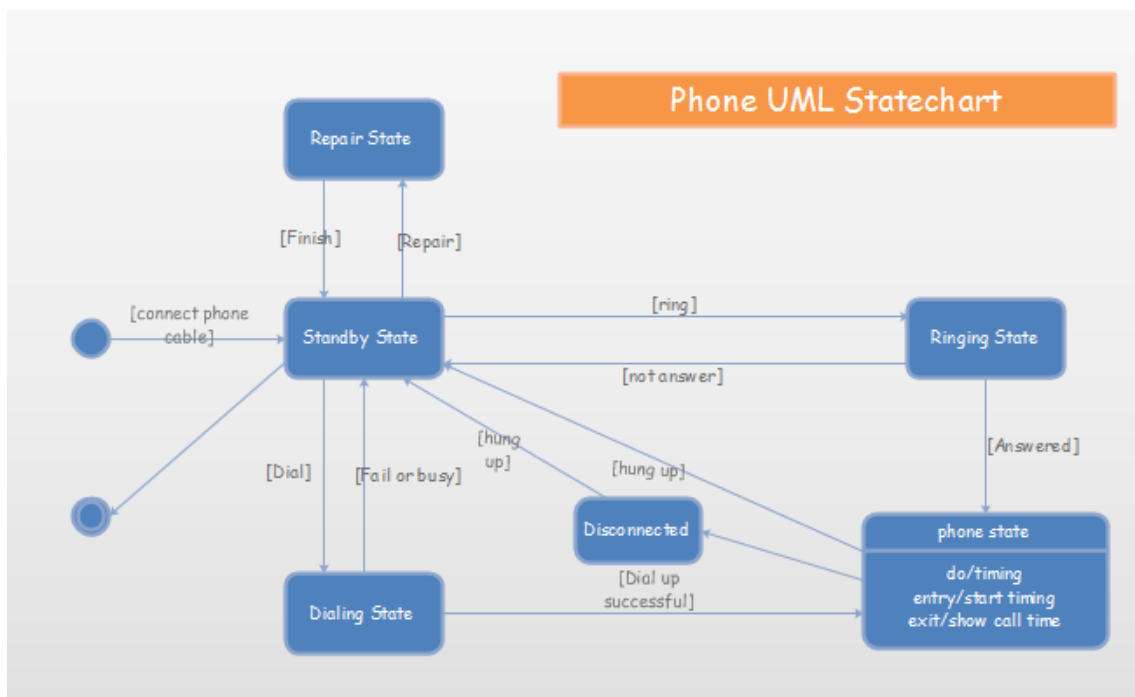 Phone UML Statechart
Repair State
[Finish]
[Repair]
[connect phone
cable]
Standby State
[ring]
Ringing State
[not answer]
[Dial]
[Fail or busy]
[hung
up]
[hung up]
[Answered]
Disconnected
phone state
do/timing
entry/start timing
exit/show call time
[Dial up
successful]
Dialing State